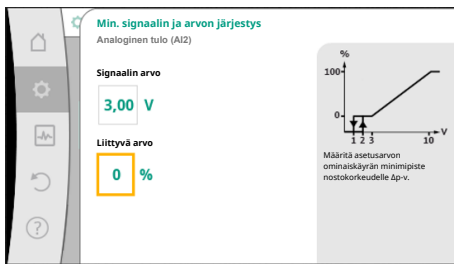 Min. signaalin ja arvon järjestys
Analoginen tulo (AI2)
Signaalin arvo
3,00 V
Liittyvä arvo
0 %
%
100
0
1 2 3 10 V
Määritä asetusarvon
ominaiskäyrän minimipiste
nostokorkeudelle Δp-v.
?